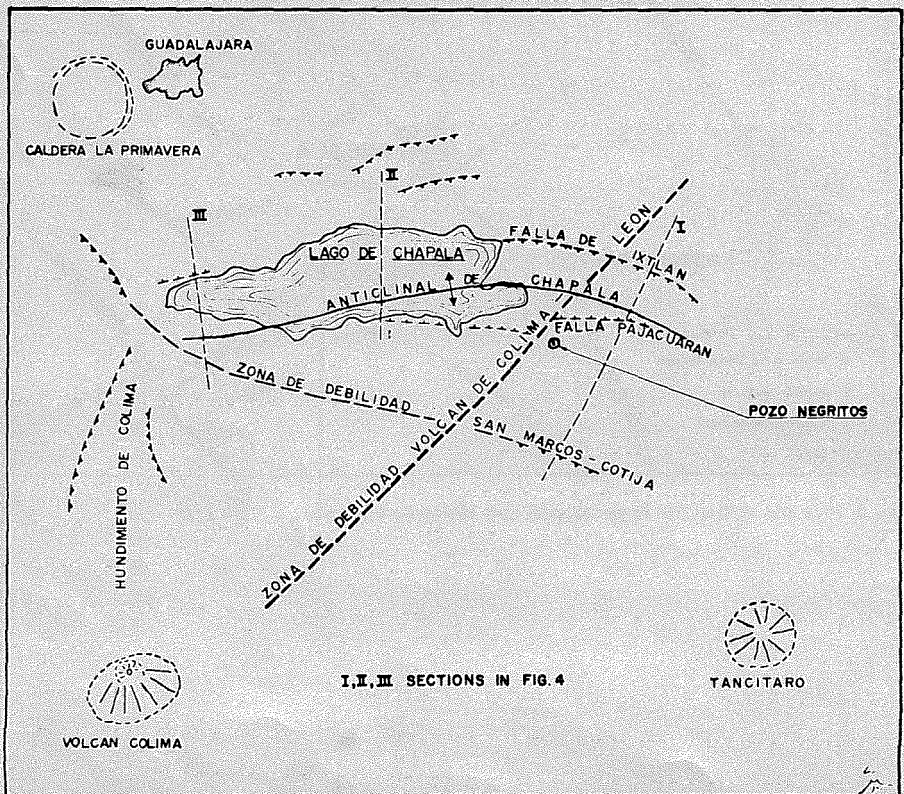 GUADALAJARA
CALDERA LA PRIMAVERA
II
III
I
LEON
FALLA DE IXTLAN
LAGO DE CHAPALA
ANTICLINAL DE CHAPALA
FALLA PAJACUARAN
POZO NEGRITOS
ZONA DE DEBILIDAD SAN MARCOS-COTIJA
ZONA DE DEBILIDAD VOLCAN DE COLIMA
HUNDIMIENTO DE COLIMA
I,II,III SECTIONS IN FIG. 4
TANCITARO
VOLCAN COLIMA